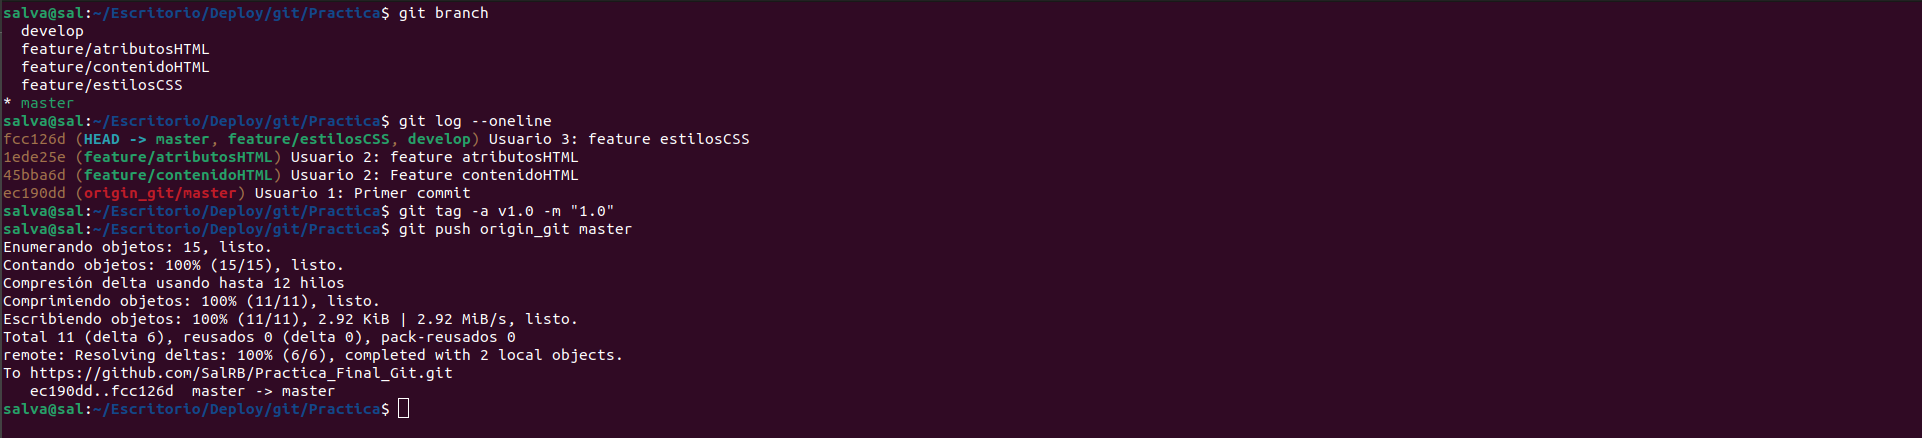 salva@sal:~/Escritorio/Deploy/git/Practica$ git branch
  develop
  feature/atributosHTML
  feature/contenidoHTML
  feature/estilosCSS
* master
salva@sal:~/Escritorio/Deploy/git/Practica$ git log --oneline
fcc126d (HEAD -> master, feature/estilosCSS, develop) Usuario 3: feature estilosCSS
1ede25e (feature/atributosHTML) Usuario 2: feature atributosHTML
45bba6d (feature/contenidoHTML) Usuario 2: Feature contenidoHTML
ec190dd (origin_git/master) Usuario 1: Primer commit
salva@sal:~/Escritorio/Deploy/git/Practica$ git tag -a v1.0 -m "1.0"
salva@sal:~/Escritorio/Deploy/git/Practica$ git push origin_git master
Enumerando objetos: 15, listo.
Contando objetos: 100% (15/15), listo.
Compresión delta usando hasta 12 hilos
Comprimiendo objetos: 100% (11/11), listo.
Escribiendo objetos: 100% (11/11), 2.92 KiB | 2.92 MiB/s, listo.
Total 11 (delta 6), reusados 0 (delta 0), pack-reusados 0
remote: Resolving deltas: 100% (6/6), completed with 2 local objects.
To https://github.com/SalRB/Practica_Final_Git.git
   ec190dd..fcc126d  master -> master
salva@sal:~/Escritorio/Deploy/git/Practica$